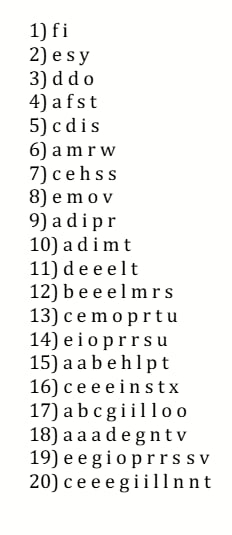 1) f i
2) e s y
3) d d o
4) a f s t
5) c d i s
6) a m r w
7) c e h s s
8) e m o v
9) a d i p r
10) a d i m t
11) d e e e l t
12) b e e e l m r s
13) c e m o p r t u
14) e i o p r r s u
15) a a b e h l p t
16) c e e e i n s t x
17) a b c g i i l l o o
18) a a a d e g n t v
19) e e g i o p r r s s v
20) c e e e g i i l l n n t